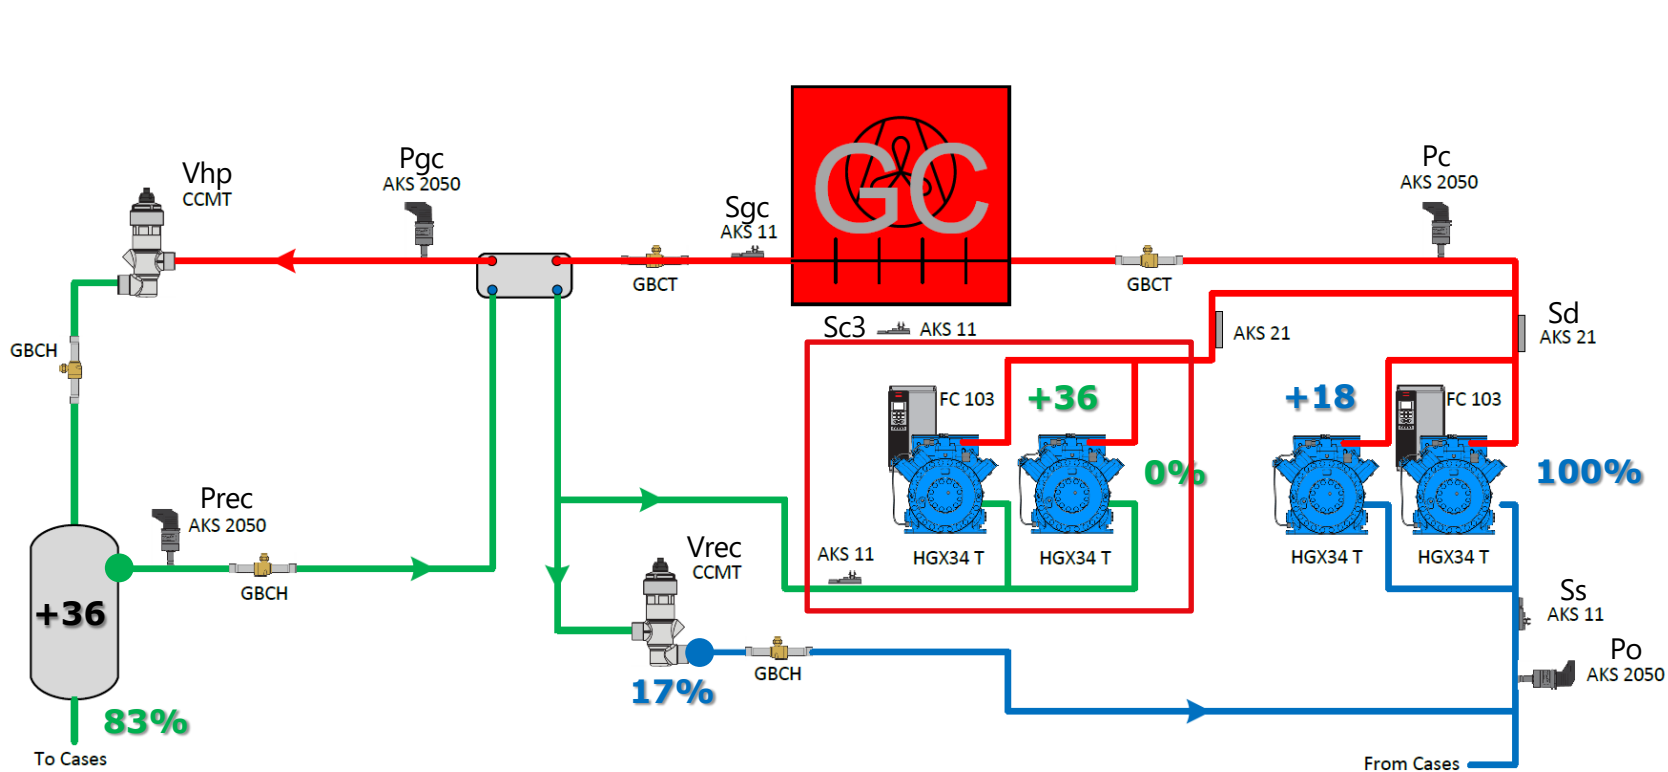 Vhp
CCMT
Pgc
AKS 2050
Sgc
AKS 11
GC
Pc
AKS 2050
GBCT
GBCT
Sc3
AKS 11
AKS 21
Sd
AKS 21
GBCH
FC 103
+36
+18
FC 103
0%
100%
Prec
AKS 2050
HGX34 T
HGX34 T
HGX34 T
HGX34 T
AKS 11
Vrec
CCMT
GBCH
+36
Ss
AKS 11
Po
AKS 2050
GBCH
17%
83%
To Cases
From Cases